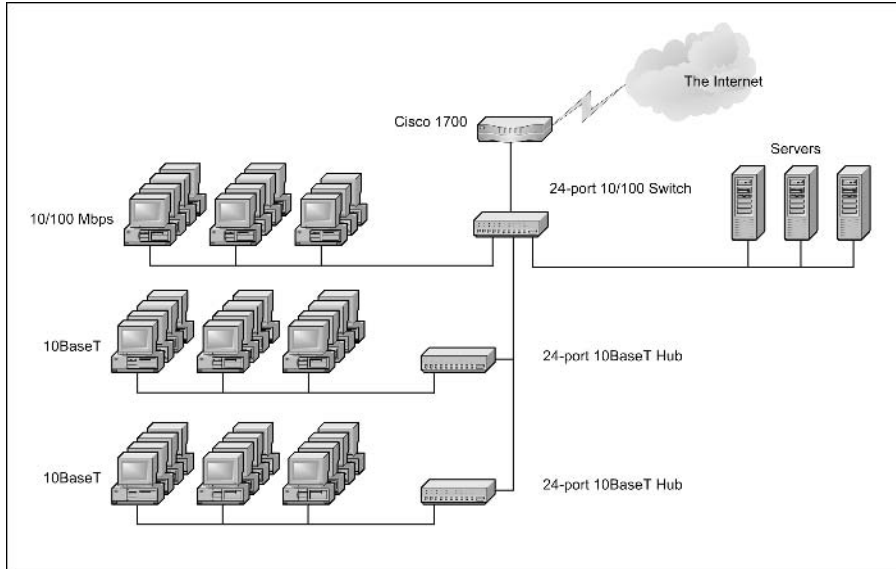 The Internet
Cisco 1700
Servers
24-port 10/100 Switch
10/100 Mbps
10BaseT
24-port 10BaseT Hub
10BaseT
24-port 10BaseT Hub